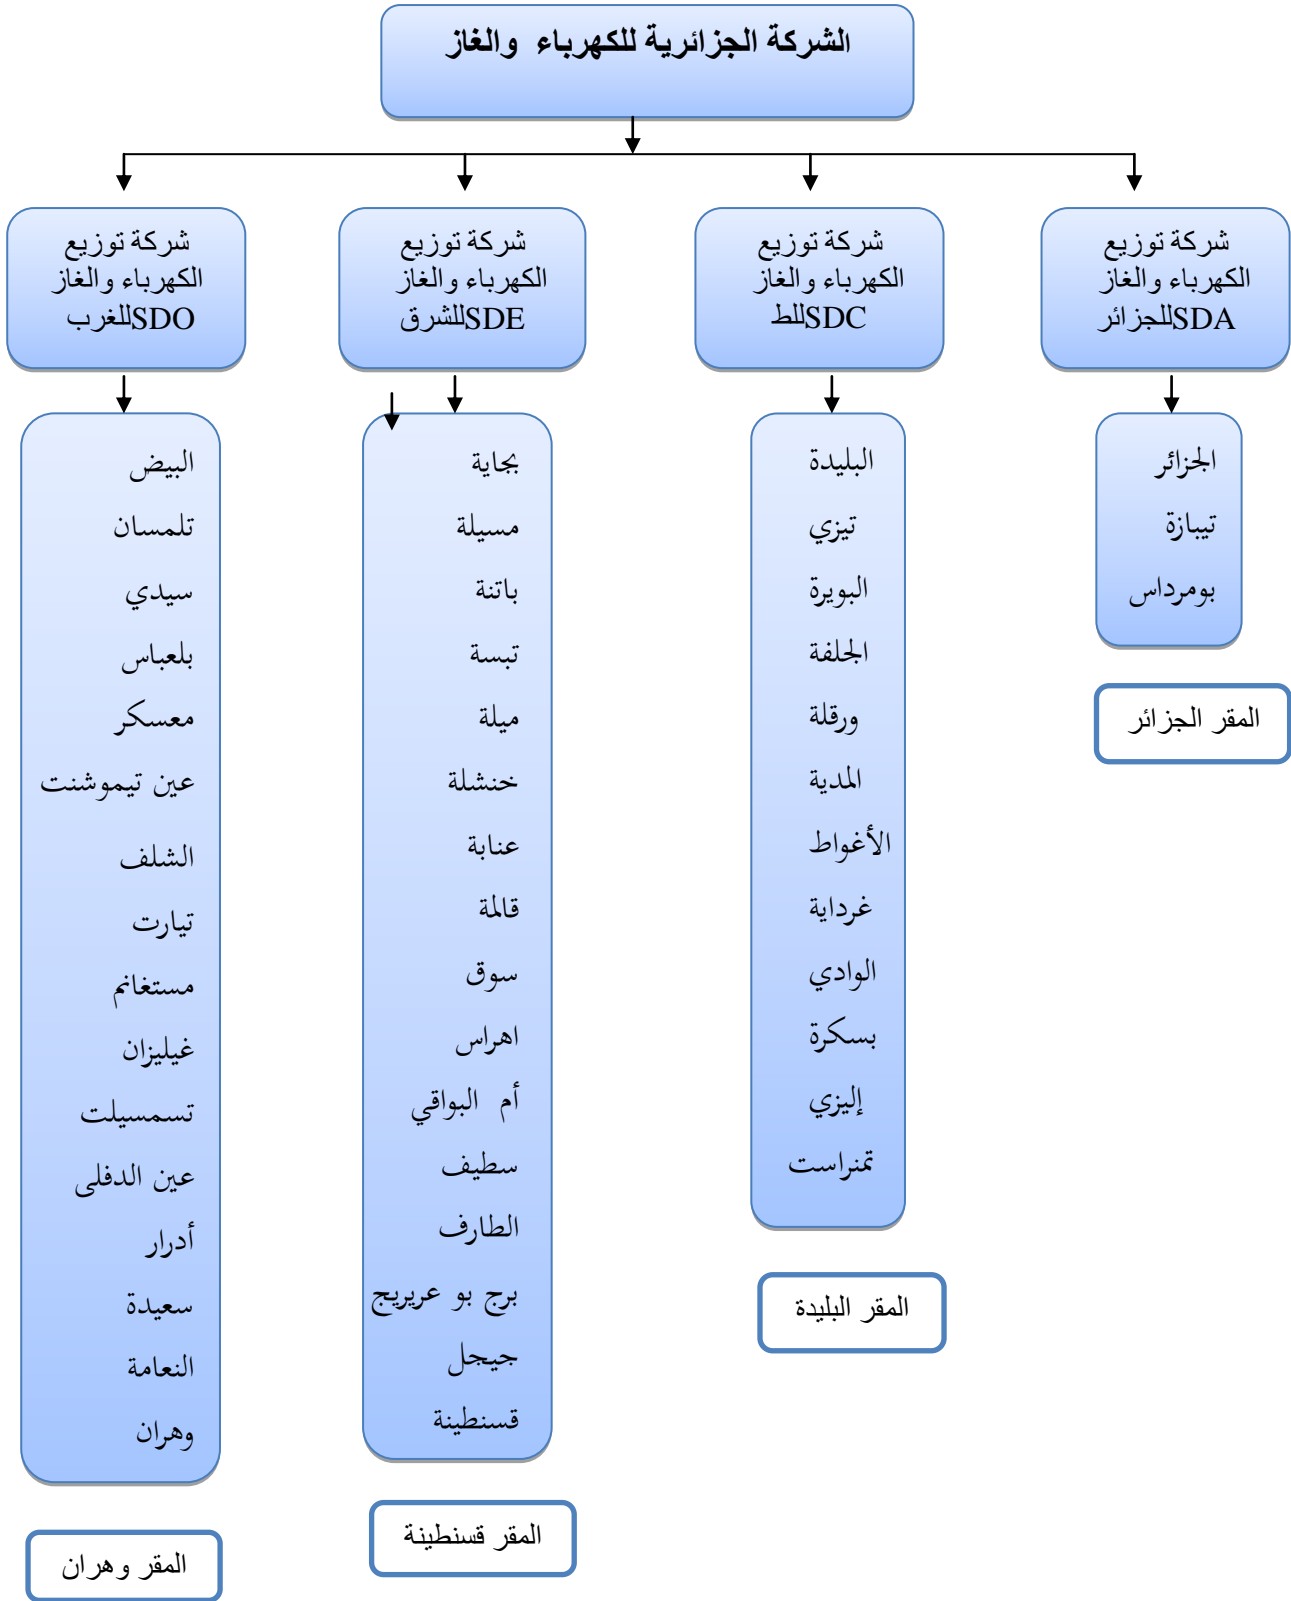 الشركة الجزائرية للكهرباء والغاز
شركة توزيع
الكهرباء والغاز
للجزائرSDA
شركة توزيع
الكهرباء والغاز
للطSDC
شركة توزيع
الكهرباء والغاز
للشرقSDE
شركة توزيع
الكهرباء والغاز
للغربSDO
الجزائر
تيبازة
بومرداس
المقر الجزائر
البليدة
تيزي
البويرة
الجلفة
ورقلة
المدية
الأغواط
غرداية
الوادي
بسكرة
إليزي
تمنراست
المقر البليدة
بجاية
مسيلة
باتنة
تبسة
ميلة
خنشلة
عنابة
قالمة
سوق
اهراس
أم البواقي
سطيف
الطارف
برج بو عريريج
جيجل
قسنطينة
المقر قسنطينة
البيض
تلمسان
سيدي
بلعباس
معسكر
عين تيموشنت
الشلف
تيارت
مستغانم
غيليزان
تسمسيلت
عين الدفلى
أدرار
سعيدة
النعامة
وهران
المقر وهران